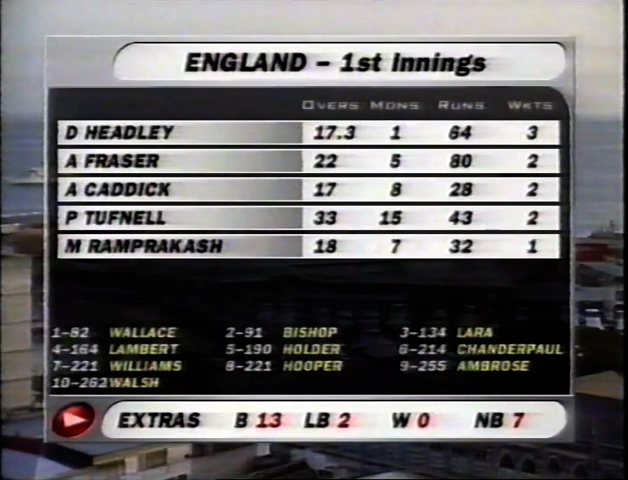 ENGLAND – 1st Innings
OVERS MDNS RUNS WKTS
D HEADLEY 17.3 1 64 3
A FRASER 22 5 80 2
A CADDICK 17 8 28 2
P TUFNELL 33 15 43 2
M RAMPRAKASH 18 7 32 1
1-82 WALLACE 2-91 BISHOP 3-134 LARA
4-164 LAMBERT 5-190 HOLDER 6-214 CHANDERPAUL
7-221 WILLIAMS 8-221 HOOPER 9-255 AMBROSE
10-262 WALSH
EXTRAS B 13 LB 2 W 0 NB 7